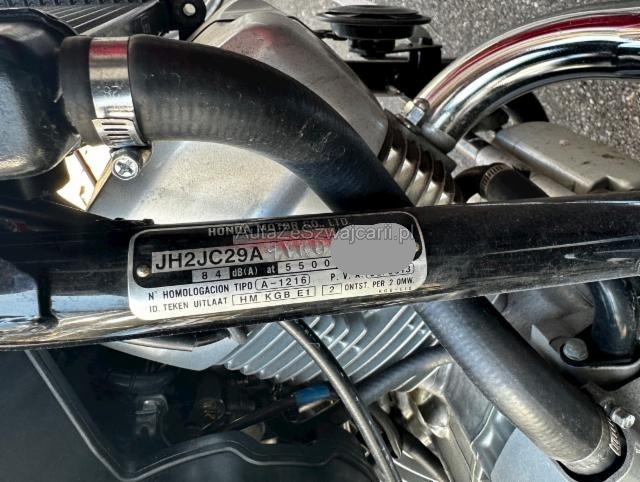 HONDA MOTOR CO., LTD.
JH2JC29A
84 dB(A) at 5500
N° HOMOLOGACION TIPO A-1216 P.V.A.
ID. TEKEN UITLAAT HM KGB E1 2 ONTST. PER 2 OMW.
AutaZeSzwajcarii.pl